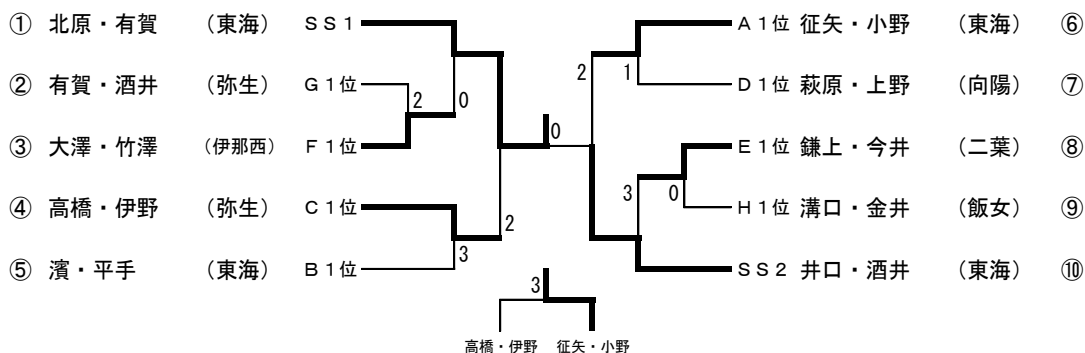 ① 北原・有賀 (東海) SS1
② 有賀・酒井 (弥生) G1位
2
0
③ 大澤・竹澤 (伊那西) F1位
④ 高橋・伊野 (弥生) C1位
2
3
⑤ 濱・平手 (東海) B1位
0
A1位 征矢・小野 (東海) ⑥
2
1
D1位 萩原・上野 (向陽) ⑦
E1位 鎌上・今井 (二葉) ⑧
3
0
H1位 溝口・金井 (飯女) ⑨
SS2 井口・酒井 (東海) ⑩
3
高橋・伊野 征矢・小野